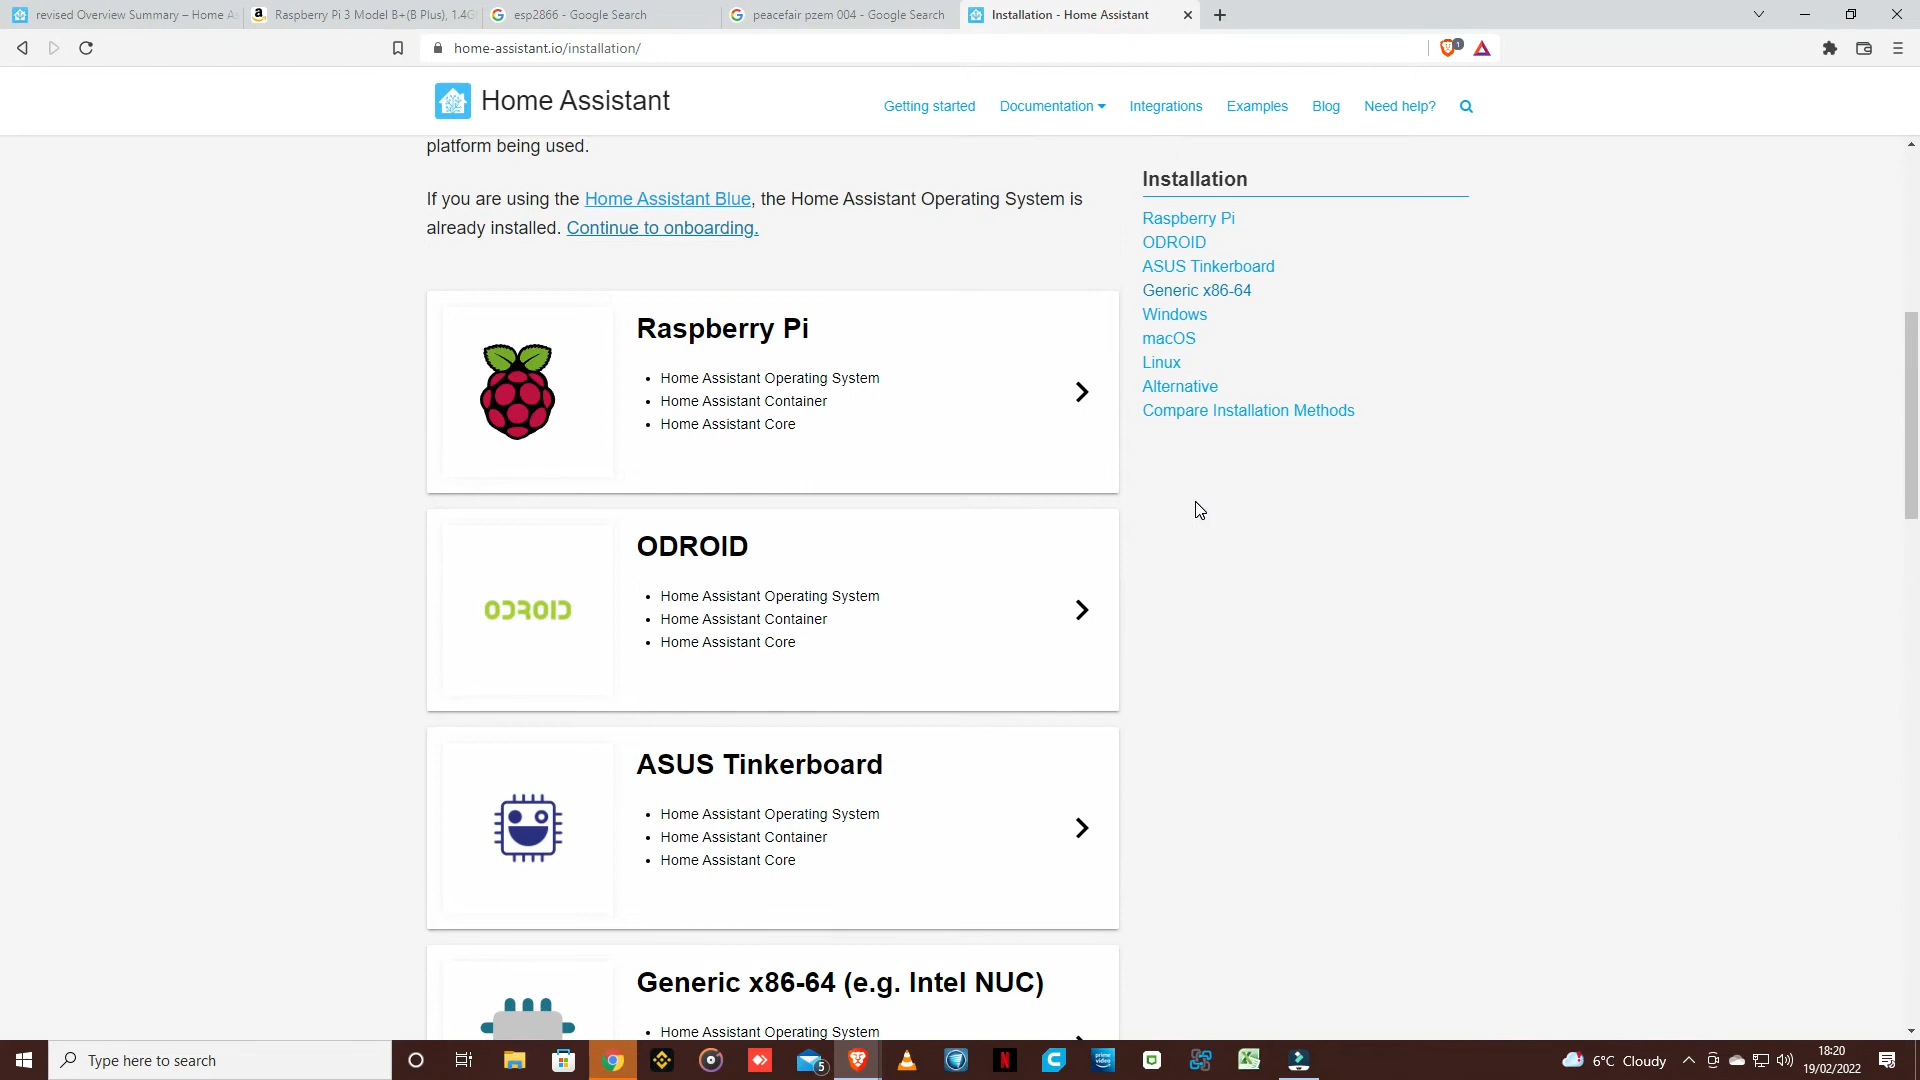 revised Overview Summary – Home As
Raspberry Pi 3 Model B+(B Plus), 1.4G
esp2866 - Google Search
peacefair pzem 004 - Google Search
Installation - Home Assistant
home-assistant.io/installation/
1
Home Assistant
Getting started
Documentation
Integrations
Examples
Blog
Need help?
platform being used.
If you are using the Home Assistant Blue, the Home Assistant Operating System is
already installed. Continue to onboarding.
Raspberry Pi
Home Assistant Operating System
Home Assistant Container
Home Assistant Core
ODROID
ODROID
Home Assistant Operating System
Home Assistant Container
Home Assistant Core
ASUS Tinkerboard
Home Assistant Operating System
Home Assistant Container
Home Assistant Core
Generic x86-64 (e.g. Intel NUC)
Home Assistant Operating System
Installation
Raspberry Pi
ODROID
ASUS Tinkerboard
Generic x86-64
Windows
macOS
Linux
Alternative
Compare Installation Methods
Type here to search
5
prime video
6°C Cloudy
18:20
19/02/2022